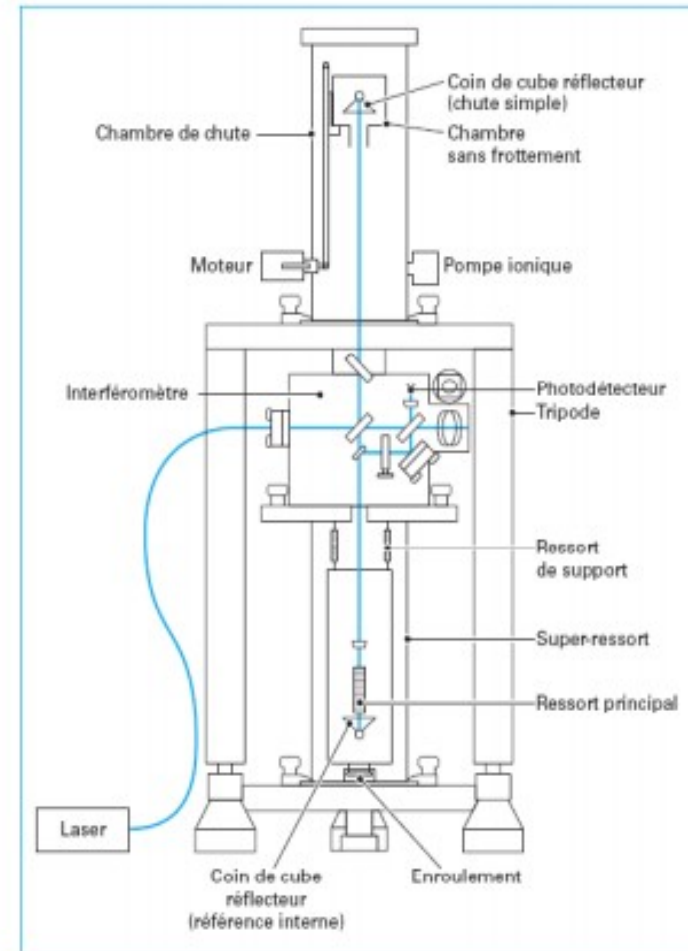 Coin de cube réflecteur
(chute simple)
Chambre de chute
Chambre
sans frottement
Moteur
Pompe ionique
Interféromètre
Photodétecteur
Tripode
Ressort
de support
Super-ressort
Ressort principal
Laser
Coin de cube
réflecteur
(référence interne)
Enroulement